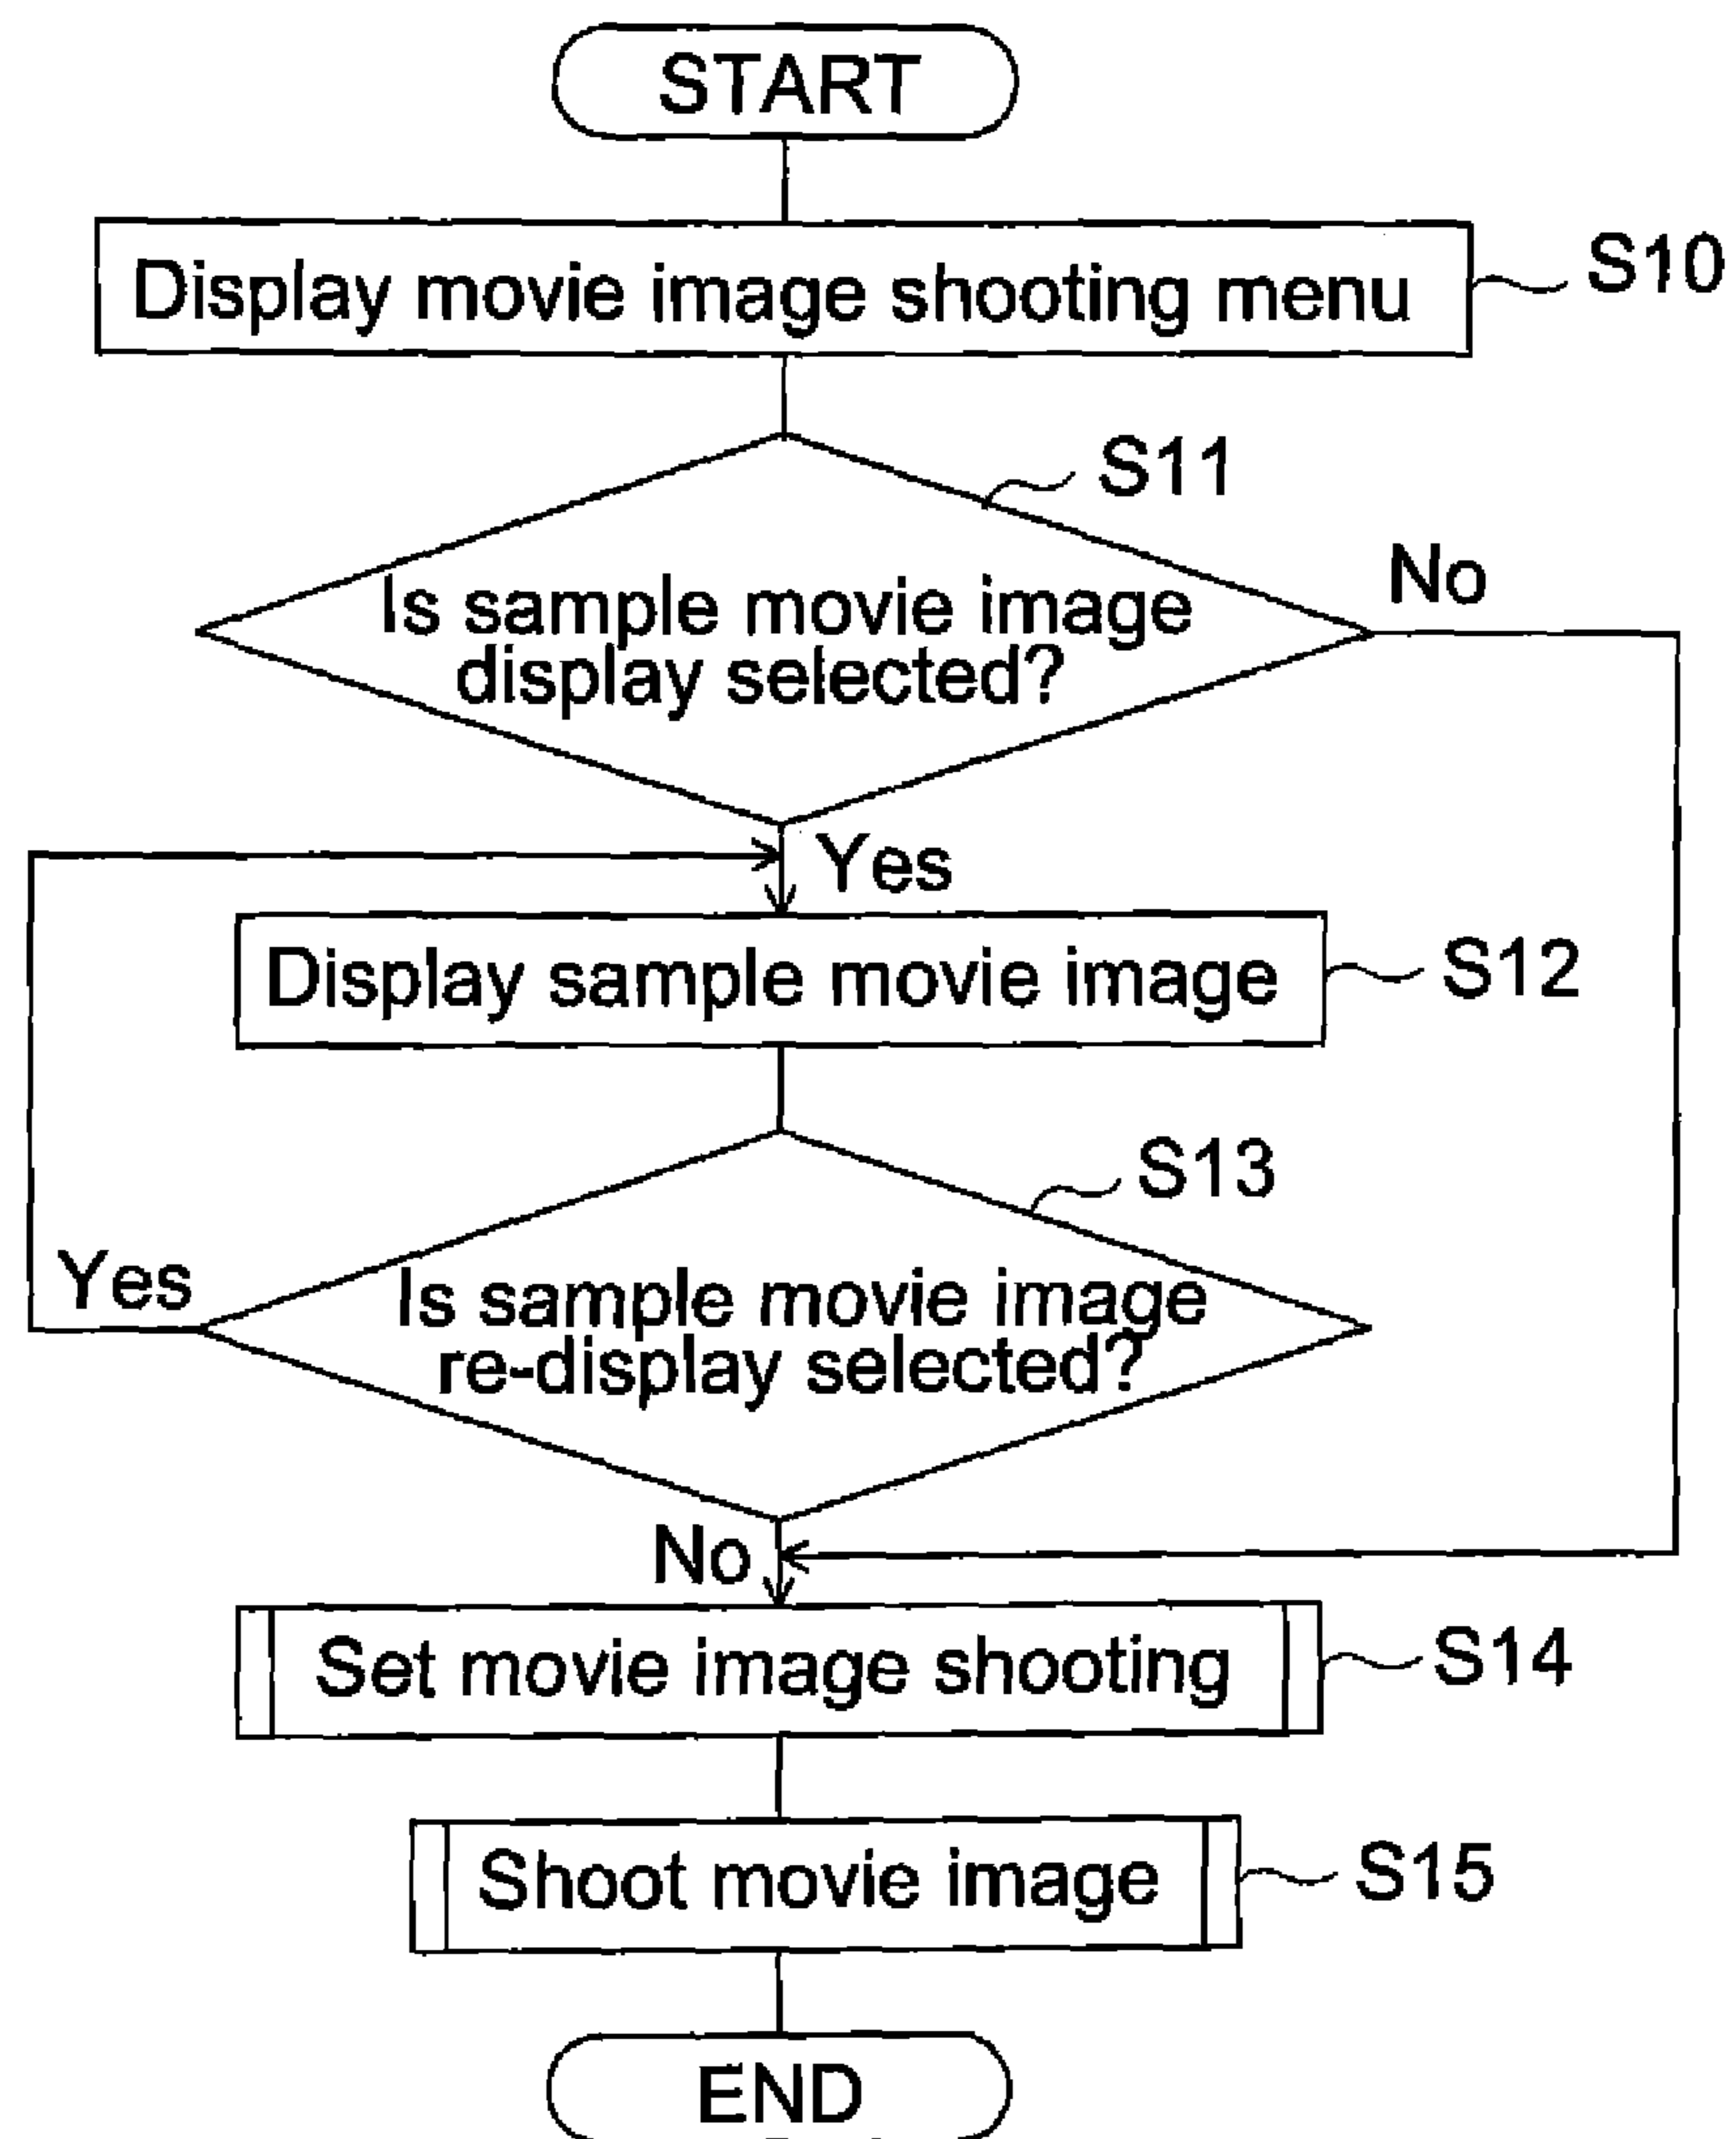 START
Display movie image shooting menu
S10
S11
Is sample movie image
display selected?
No
Yes
Display sample movie image
S12
S13
Is sample movie image
re-display selected?
Yes
No
Set movie image shooting
S14
Shoot movie image
S15
END